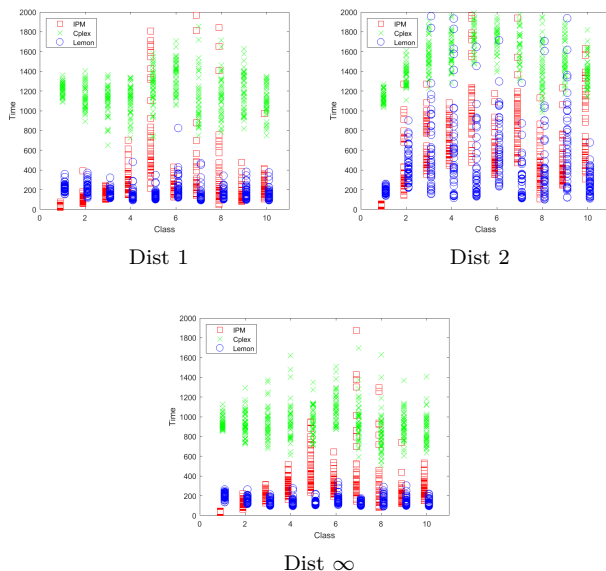 2000
1800
1600
1400
1200
1000
800
600
400
200
0
Time
IPM
Cplex
Lemon
0 2 4 6 8 10
Class
Dist 1
2000
1800
1600
1400
1200
1000
800
600
400
200
0
Time
IPM
Cplex
Lemon
0 2 4 6 8 10
Class
Dist 2
2000
1800
1600
1400
1200
1000
800
600
400
200
0
Time
IPM
Cplex
Lemon
0 2 4 6 8 10
Class
Dist ∞